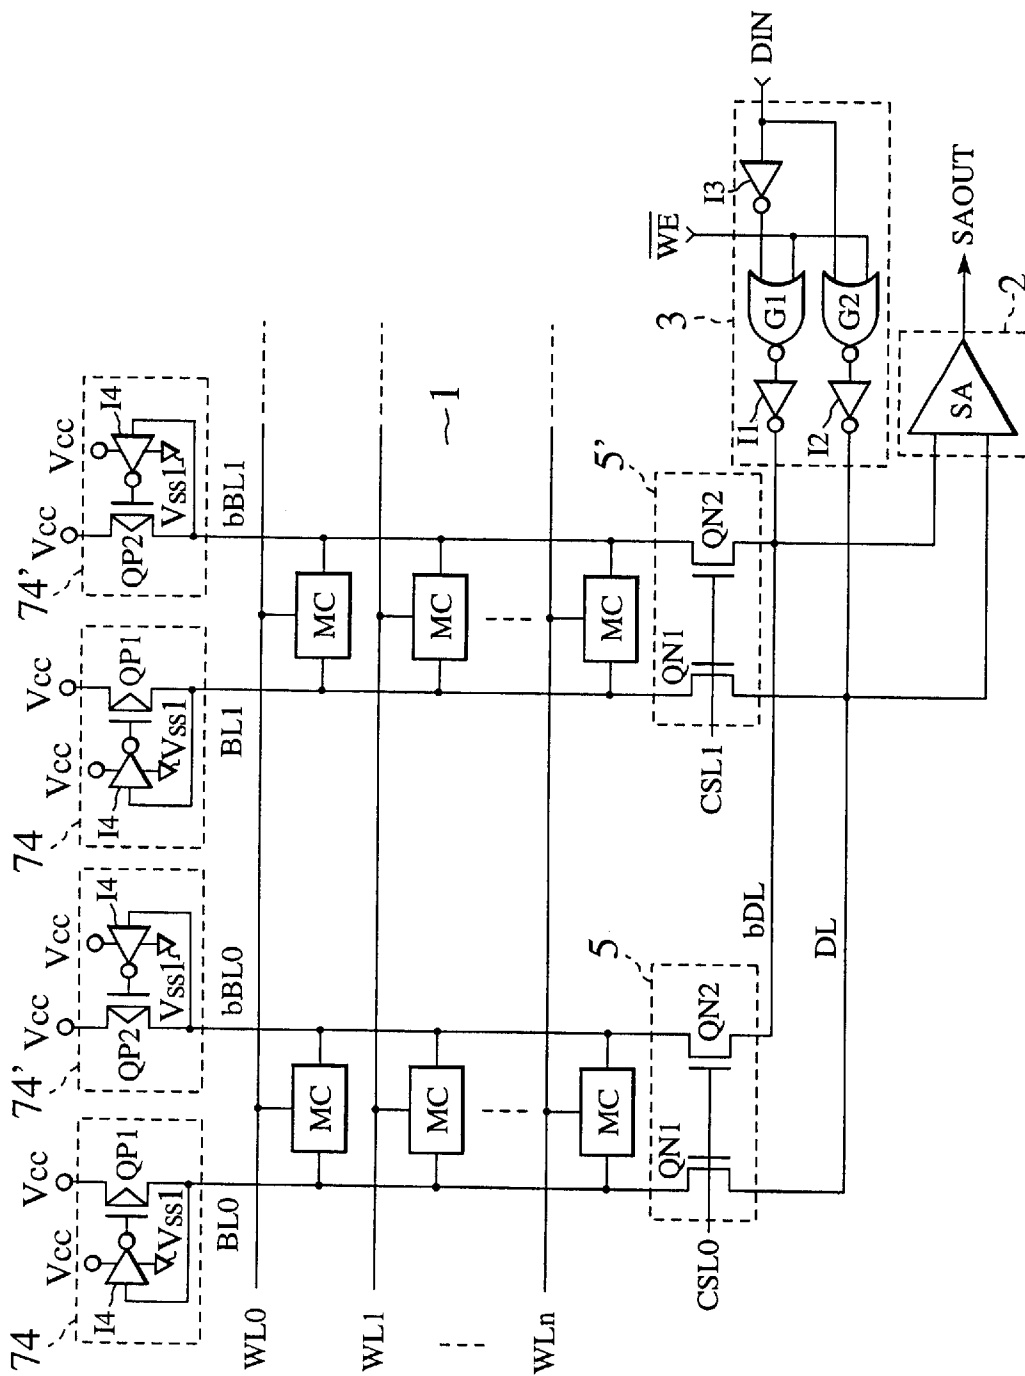 74
Vcc
Vcc
I4
Vss1
QP1
BL0
74'
Vcc
Vcc
I4
Vss1
QP2
bBL0
74
Vcc
Vcc
I4
Vss1
QP1
BL1
74'
Vcc
Vcc
I4
Vss1
QP2
bBL1
WL0
MC
MC
1
WL1
MC
MC
WLn
MC
MC
5
QN1
QN2
CSL0
5'
QN1
QN2
CSL1
bDL
DL
3
WE
DIN
I3
G1
G2
I1
I2
SA
2
SAOUT